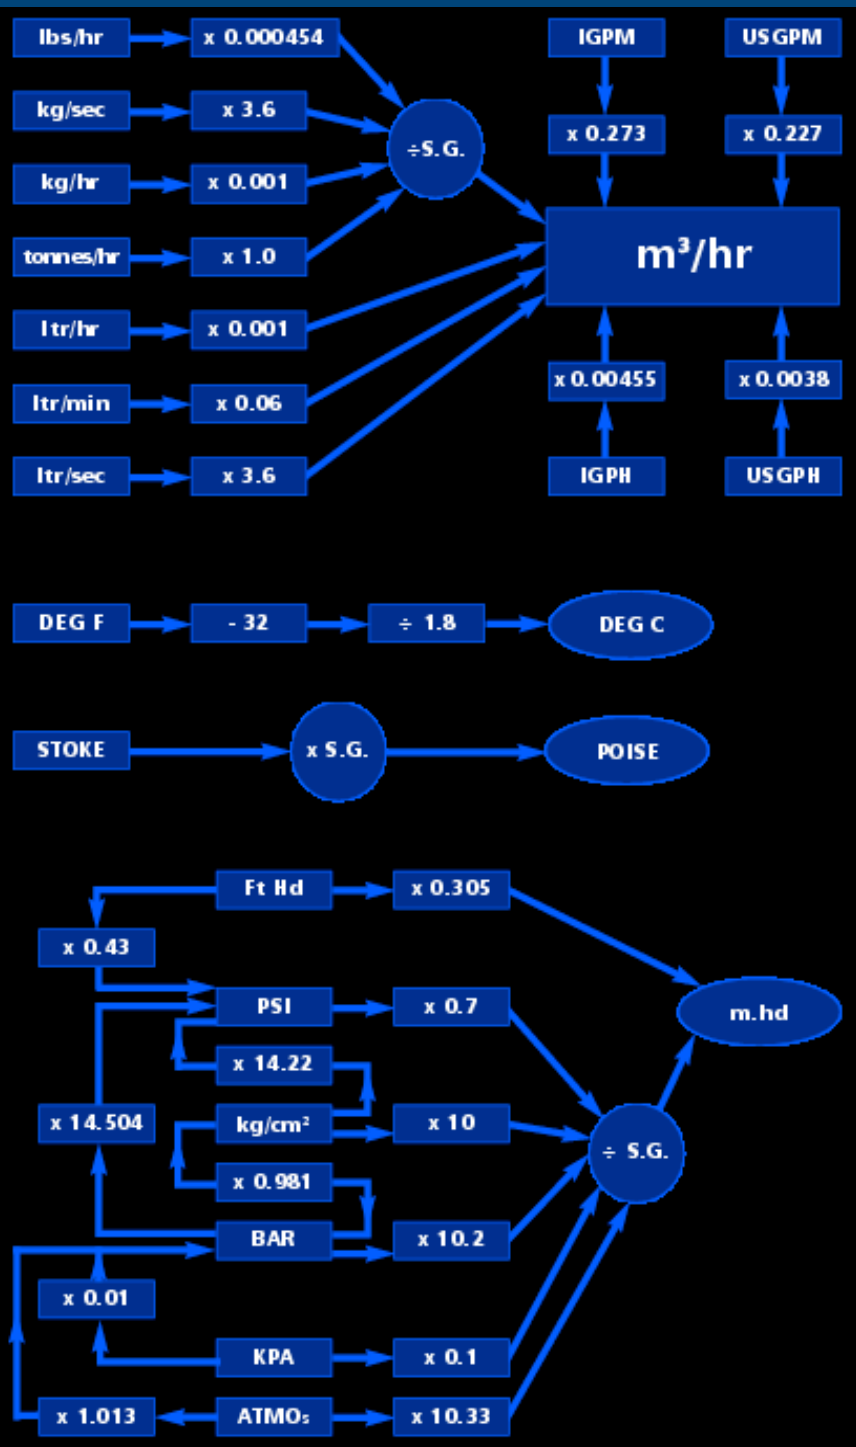 lbs/hr
x 0.000454
IGPM
USGPM
kg/sec
x 3.6
÷S.G.
x 0.273
x 0.227
kg/hr
x 0.001
tonnes/hr
x 1.0
m³/hr
ltr/hr
x 0.001
ltr/min
x 0.06
x 0.00455
x 0.0038
ltr/sec
x 3.6
IGPH
USGPH
DEG F
- 32
÷ 1.8
DEG C
STOKE
x S.G.
POISE
Ft Hd
x 0.305
x 0.43
PSI
x 0.7
m.hd
x 14.22
x 14.504
kg/cm²
x 10
÷ S.G.
x 0.981
BAR
x 10.2
x 0.01
KPA
x 0.1
x 1.013
ATMOs
x 10.33